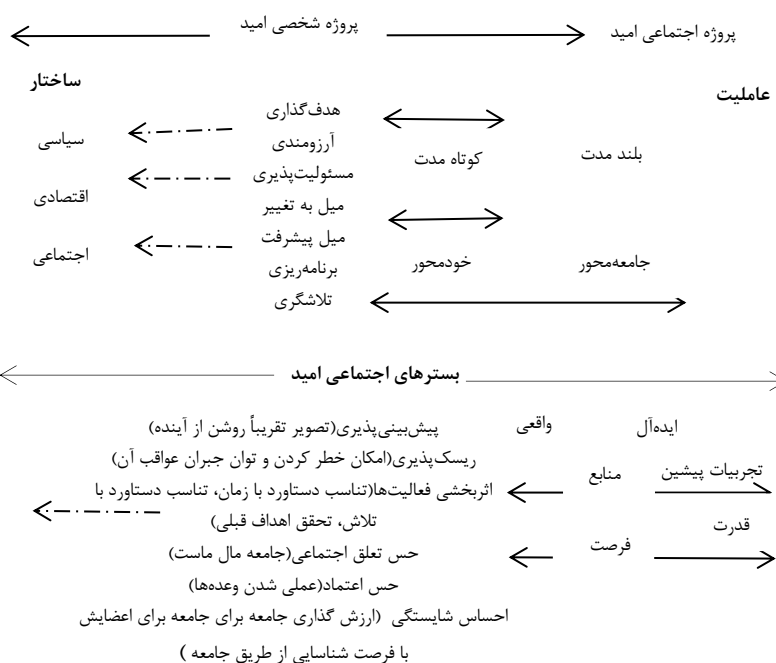 پروژه اجتماعی امید
پروژه شخصی امید
عاملیت
ساختار
هدف‌گذاری
آرزومندی
مسئولیت‌پذیری
میل به تغییر
میل پیشرفت
برنامه‌ریزی
تلاشگری
بلند مدت
کوتاه مدت
جامعه‌محور
خودمحور
سیاسی
اقتصادی
اجتماعی
بسترهای اجتماعی امید
ایده‌آل
واقعی
تجربیات پیشین
منابع
قدرت
فرصت
پیش‌بینی‌پذیری(تصویر تقریباً روشن از آینده)
ریسک‌پذیری(امکان خطر کردن و توان جبران عواقب آن)
اثربخشی فعالیت‌ها(تناسب دستاورد با زمان، تناسب دستاورد با
تلاش، تحقق اهداف قبلی)
حس تعلق اجتماعی(جامعه مال ماست)
حس اعتماد(عملی شدن وعده‌ها)
احساس شایستگی (ارزش گذاری جامعه برای جامعه برای اعضایش
با فرصت شناسایی از طریق جامعه )